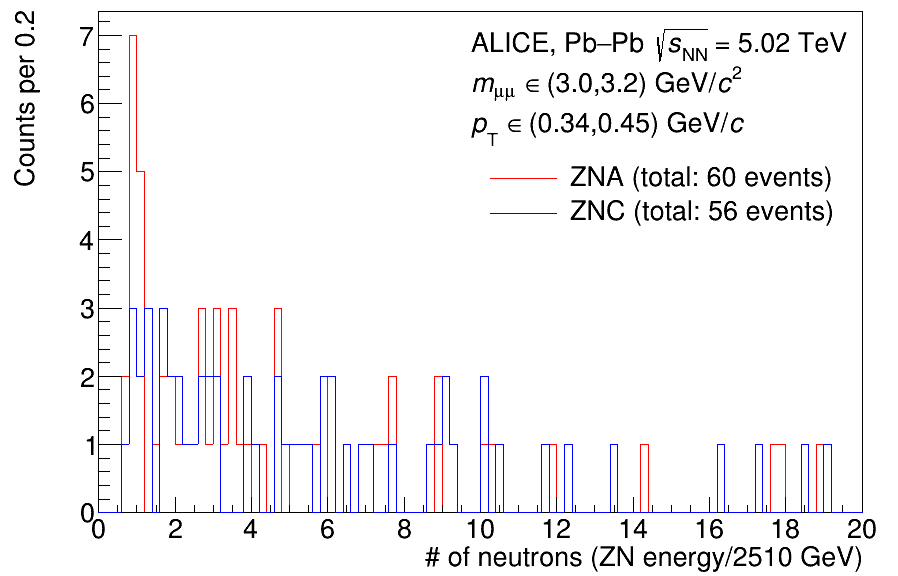 ALICE, Pb–Pb √sNN = 5.02 TeV
mμμ ∈ (3.0,3.2) GeV/c²
pT ∈ (0.34,0.45) GeV/c
ZNA (total: 60 events)
ZNC (total: 56 events)
Counts per 0.2
7
6
5
4
3
2
1
0
0 2 4 6 8 10 12 14 16 18 20
# of neutrons (ZN energy/2510 GeV)